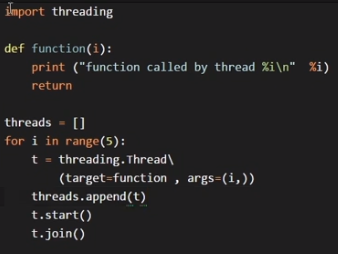 import threading
def function(i):
    print ("function called by thread %i\n"  %i)
    return
threads = []
for i in range(5):
    t = threading.Thread\
        (target=function , args=(i,))
    threads.append(t)
    t.start()
    t.join()